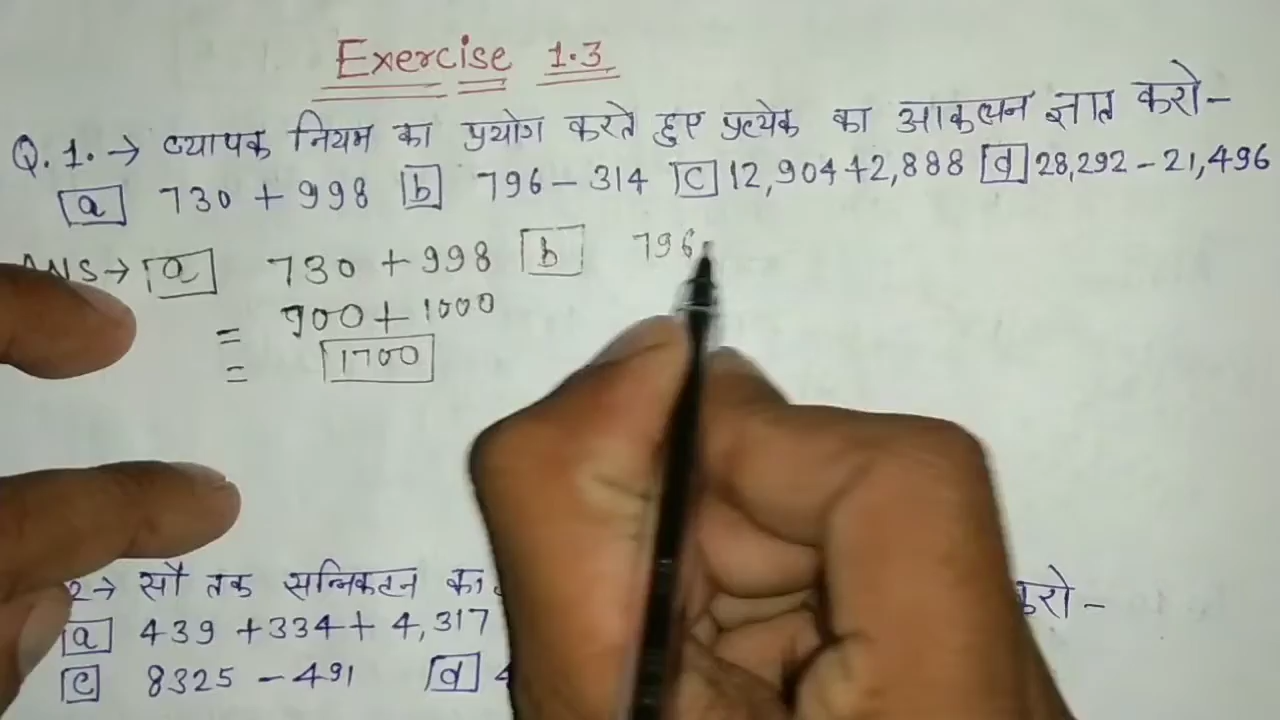 Exercise 1.3
Q.1.→ व्यापक नियम का प्रयोग करते हुए प्रत्येक का आकलन ज्ञात करो-
a 730 + 998 b 796 - 314 c 12,904+2,888 d 28,292 - 21,496
ANS→ a 730 + 998 b 796
= 700 + 1000
= 1700
2→ सौ तक सन्निकटन का करो-
a 439 + 334 + 4,317
c 8325 - 491 d 4